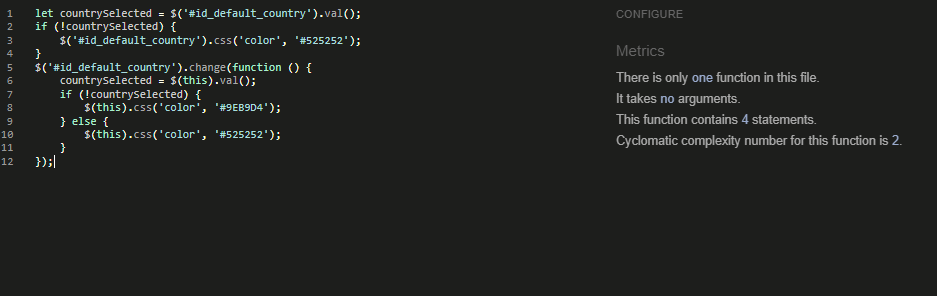 1 let countrySelected = $('#id_default_country').val();
2 if (!countrySelected) {
3 $('#id_default_country').css('color', '#525252');
4 }
5 $('#id_default_country').change(function () {
6 countrySelected = $(this).val();
7 if (!countrySelected) {
8 $(this).css('color', '#9EB9D4');
9 } else {
10 $(this).css('color', '#525252');
11 }
12 });
CONFIGURE
Metrics
There is only one function in this file.
It takes no arguments.
This function contains 4 statements.
Cyclomatic complexity number for this function is 2.